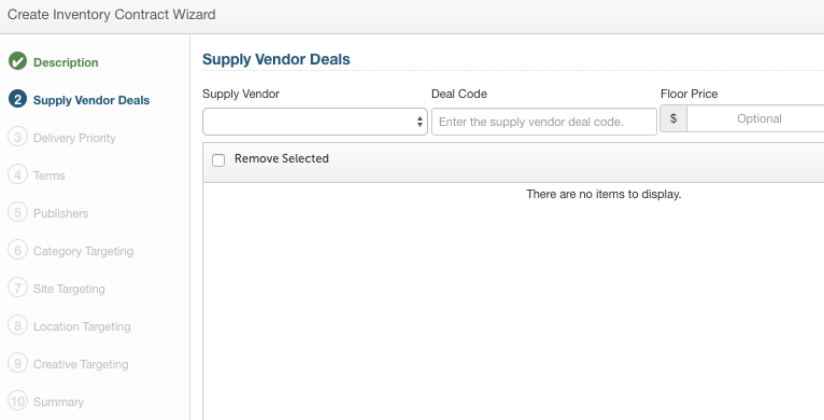 Create Inventory Contract Wizard
Description
2 Supply Vendor Deals
3 Delivery Priority
4 Terms
5 Publishers
6 Category Targeting
7 Site Targeting
8 Location Targeting
9 Creative Targeting
10 Summary
Supply Vendor Deals
Supply Vendor Deal Code Floor Price
Enter the supply vendor deal code. $ Optional
Remove Selected
There are no items to display.